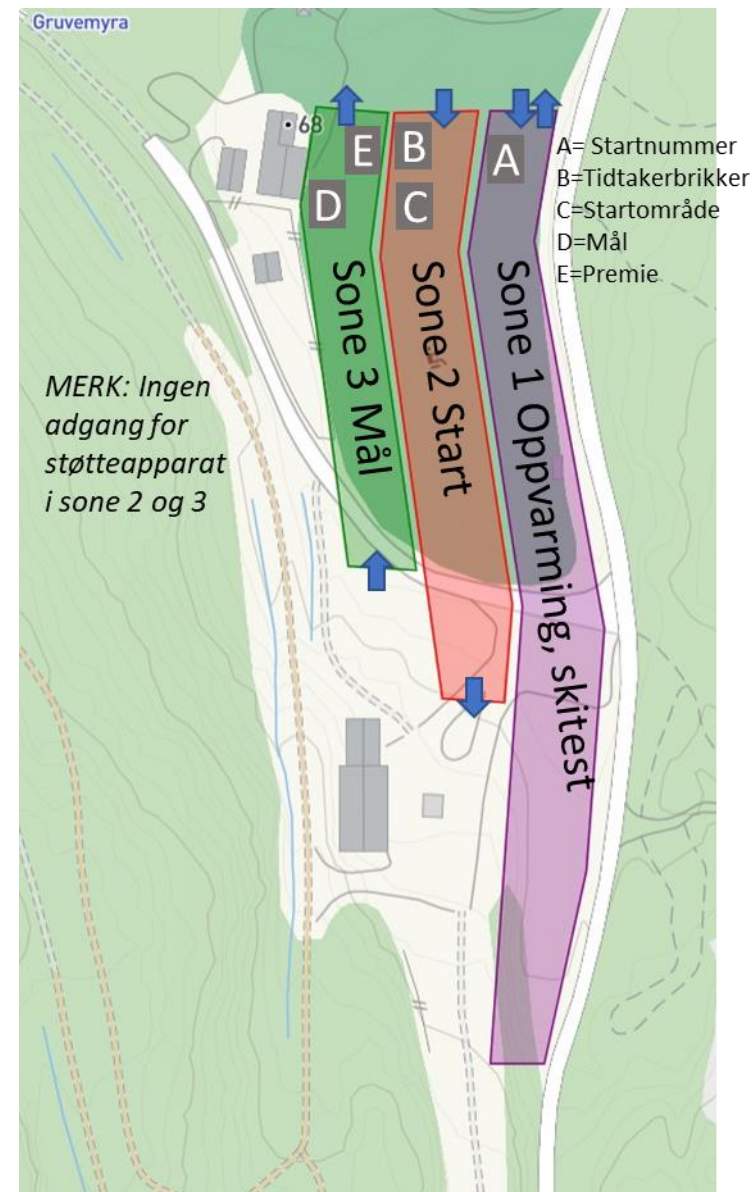 Gruvemyra
68
E
D
B
C
A
A= Startnummer
B=Tidtakerbrikker
C=Startområde
D=Mål
E=Premie
Sone 3 Mål
Sone 2 Start
Sone 1 Oppvarming, skitest
MERK: Ingen
adgang for
støtteapparat
i sone 2 og 3